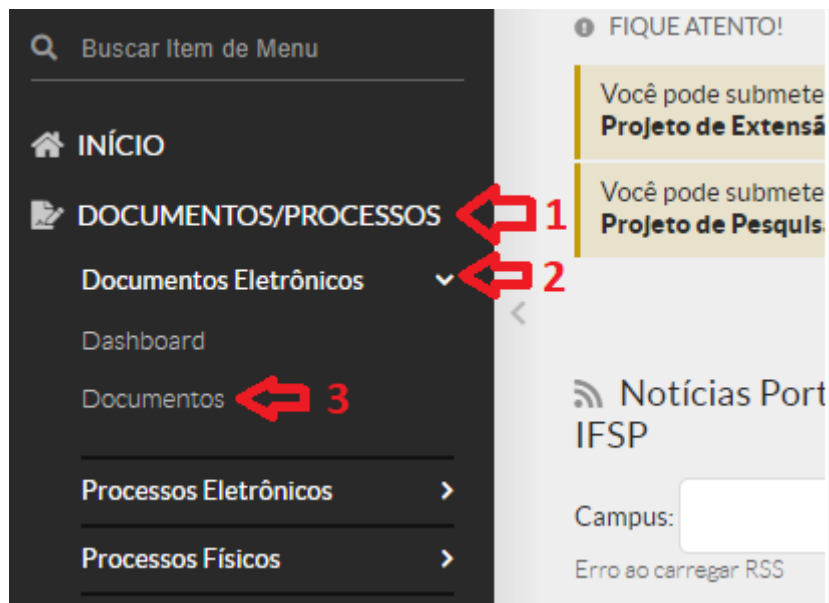 Buscar Item de Menu
INÍCIO
DOCUMENTOS/PROCESSOS
1
Documentos Eletrônicos
2
Dashboard
Documentos
3
Processos Eletrônicos
Processos Físicos
FIQUE ATENTO!
Você pode submete
Projeto de Extensã
Você pode submete
Projeto de Pesquis
Notícias Port
IFSP
Campus:
Erro ao carregar RSS